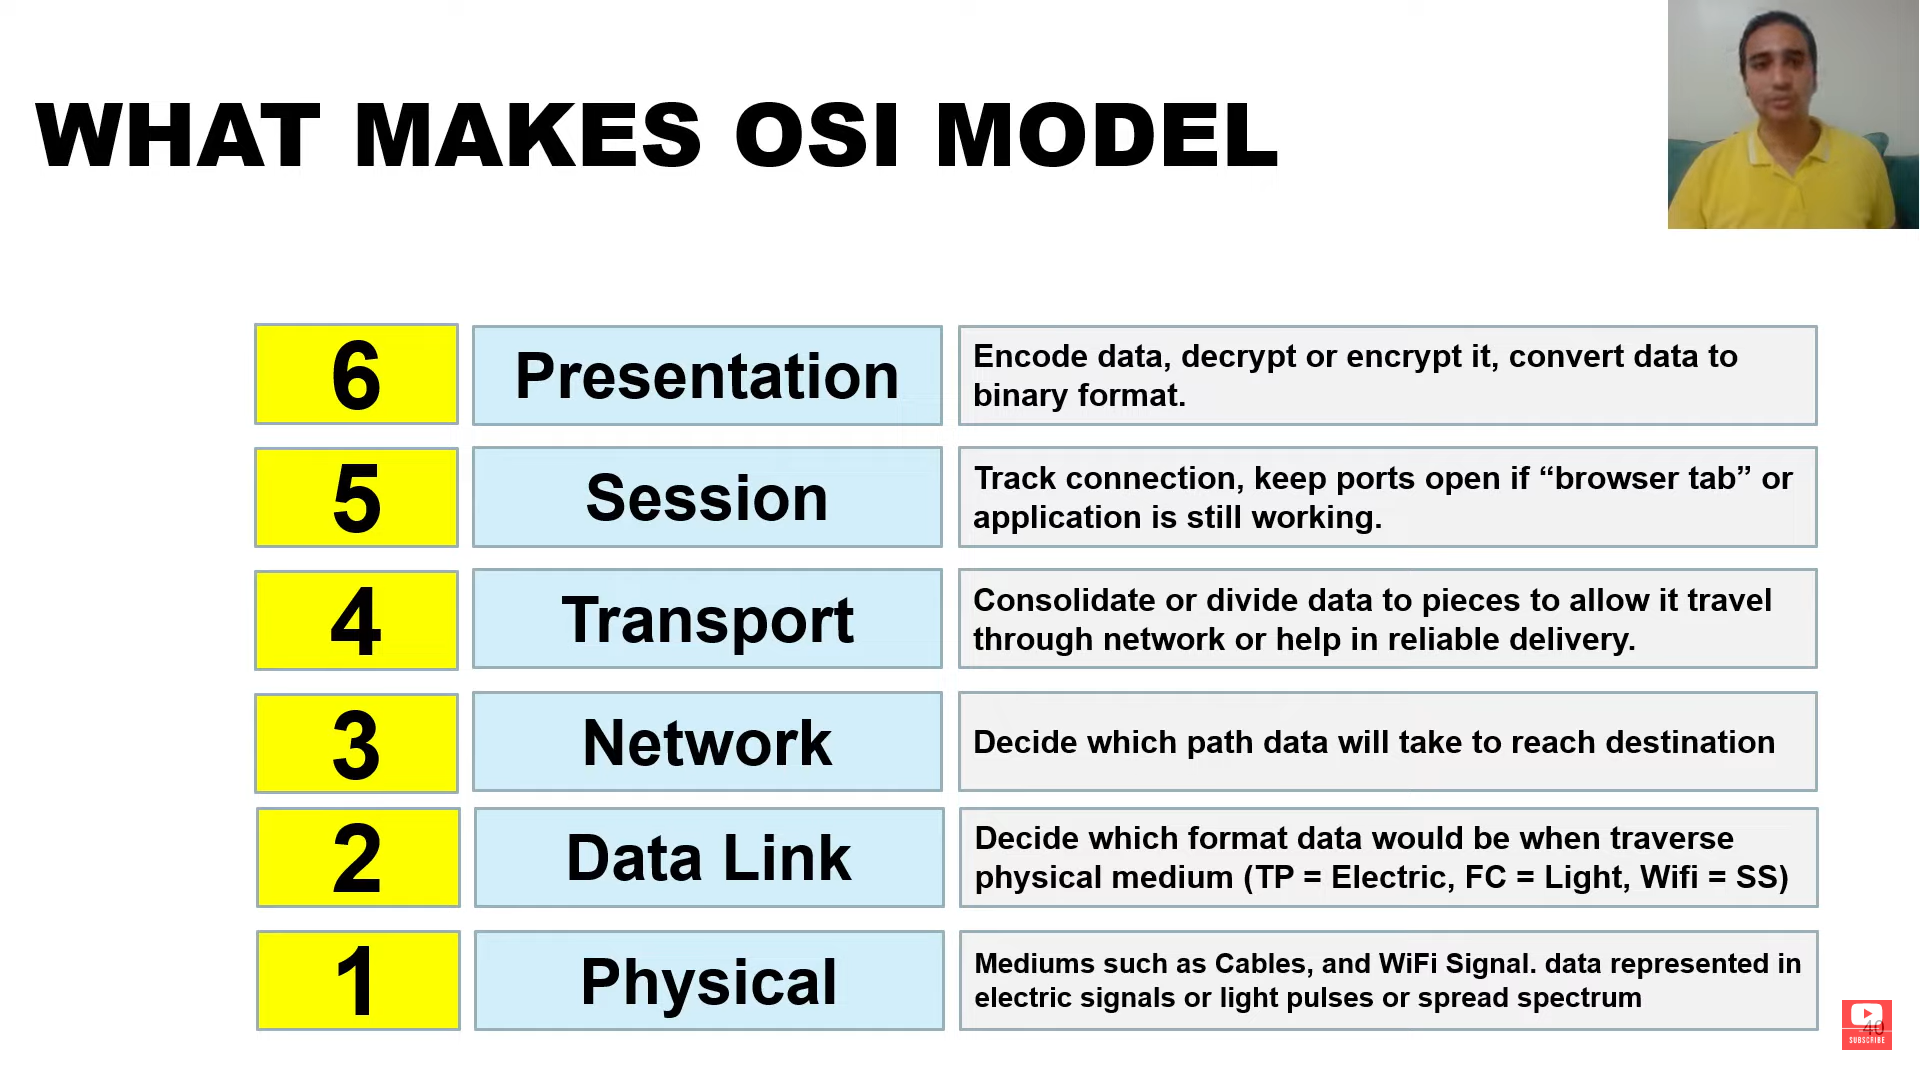 WHAT MAKES OSI MODEL
6
Presentation
Encode data, decrypt or encrypt it, convert data to
binary format.
5
Session
Track connection, keep ports open if “browser tab” or
application is still working.
4
Transport
Consolidate or divide data to pieces to allow it travel
through network or help in reliable delivery.
3
Network
Decide which path data will take to reach destination
2
Data Link
Decide which format data would be when traverse
physical medium (TP = Electric, FC = Light, Wifi = SS)
1
Physical
Mediums such as Cables, and WiFi Signal. data represented in
electric signals or light pulses or spread spectrum
40
SUBSCRIBE